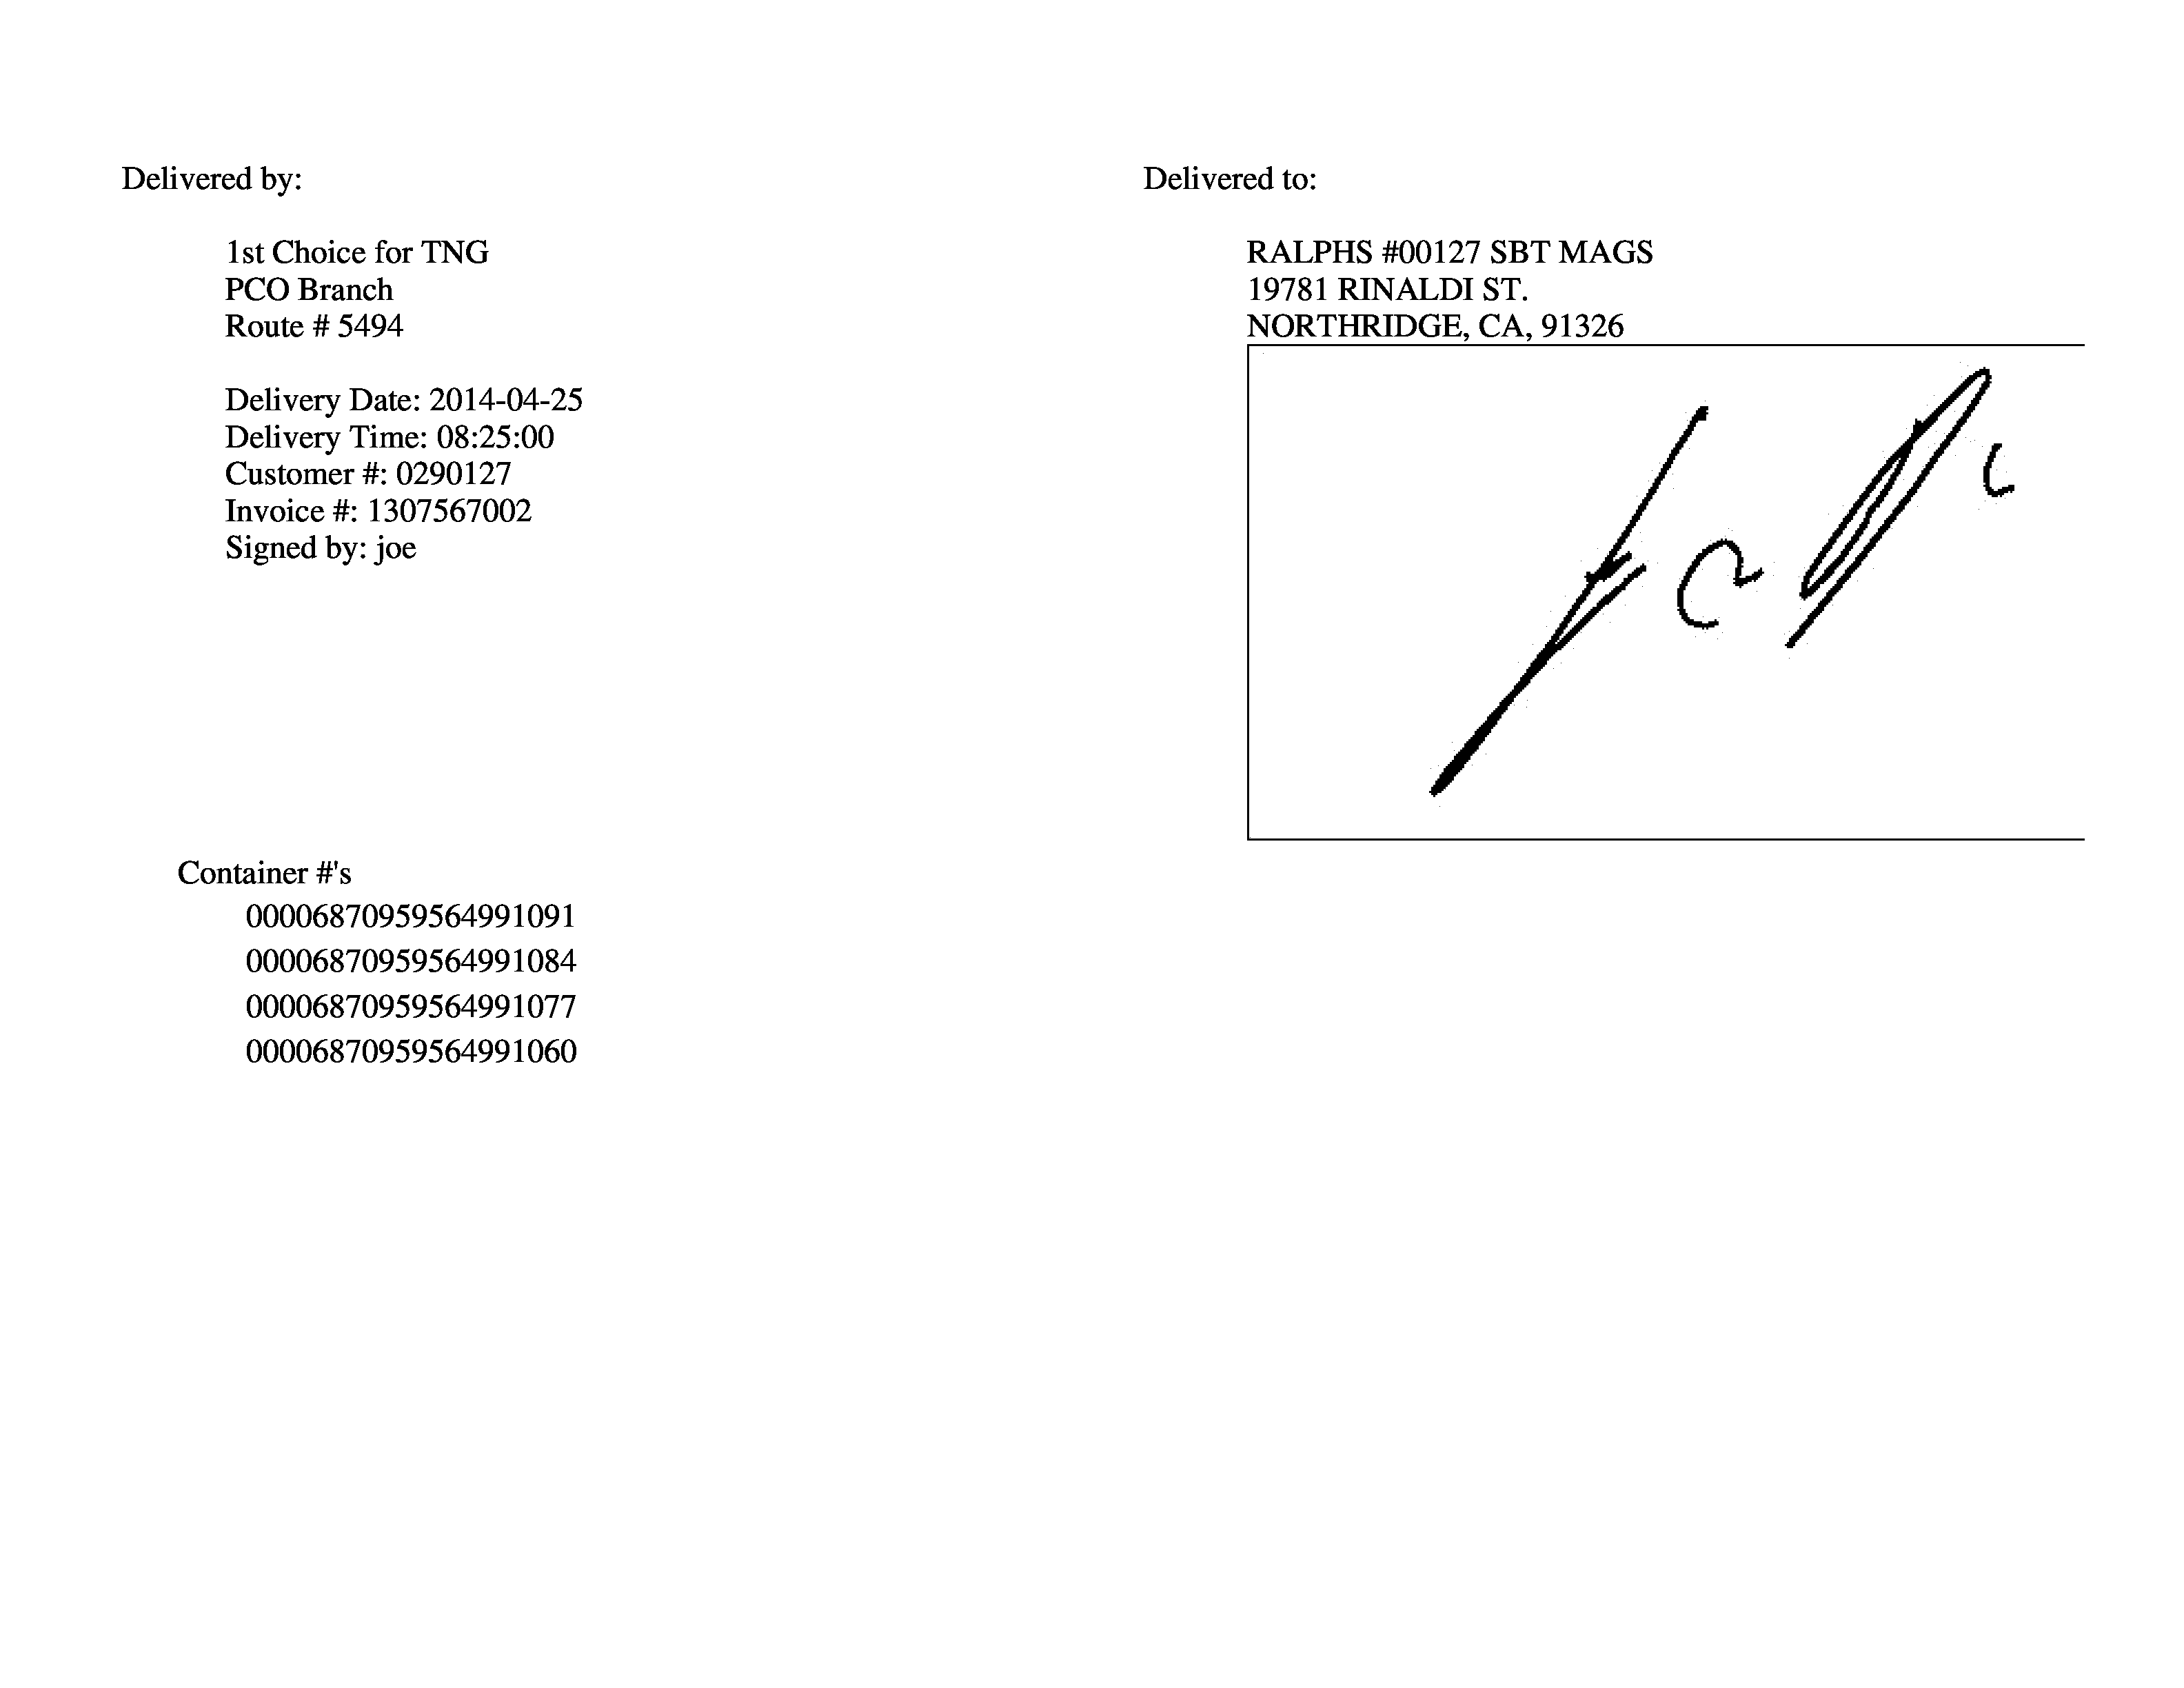 Delivered by:
1st Choice for TNG
PCO Branch
Route # 5494
Delivery Date: 2014-04-25
Delivery Time: 08:25:00
Customer #: 0290127
Invoice #: 1307567002
Signed by: joe
Delivered to:
RALPHS #00127 SBT MAGS
19781 RINALDI ST.
NORTHRIDGE, CA, 91326
Container #'s
00006870959564991091
00006870959564991084
00006870959564991077
00006870959564991060